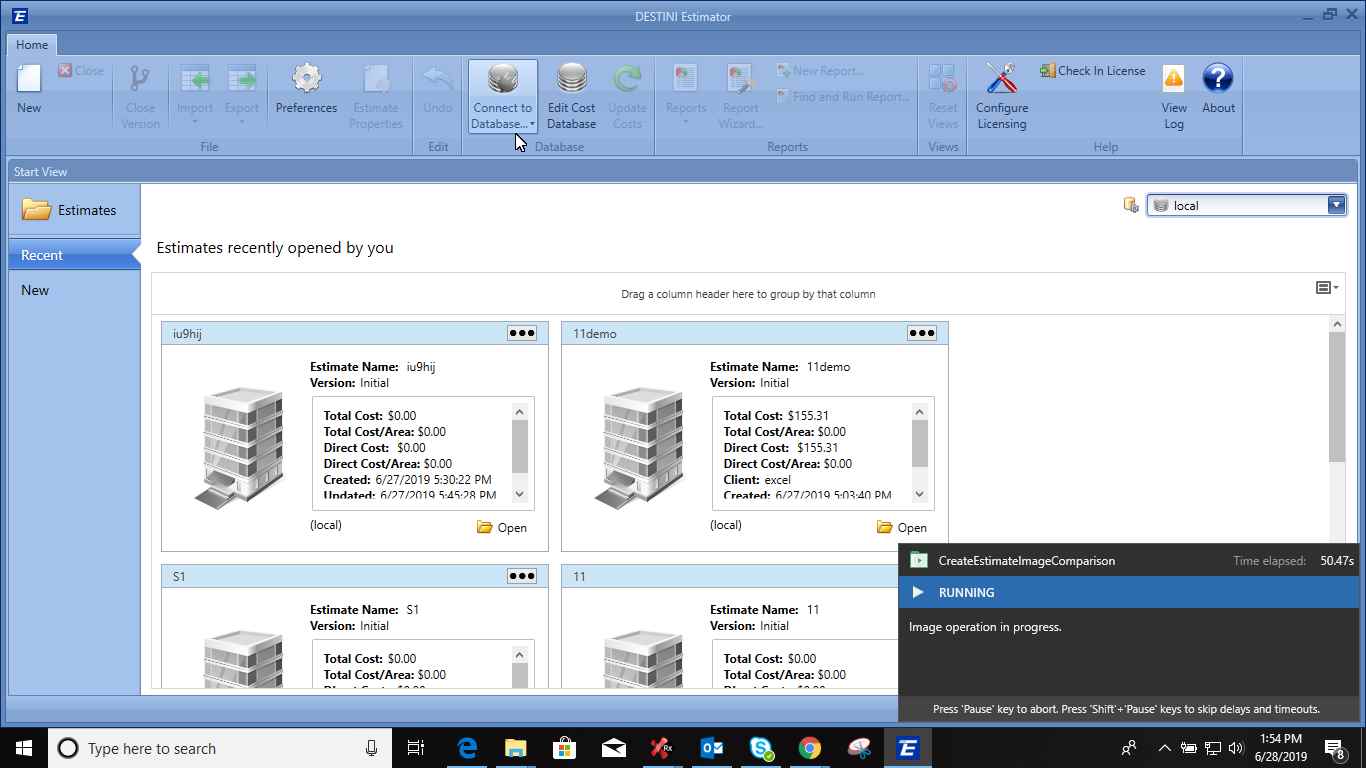 DESTINI Estimator
Home
New
Close
Close Version
Import
Export
Preferences
Estimate Properties
Undo
Connect to Database...
Edit Cost Database
Update Costs
Reports
Report Wizard...
New Report...
Find and Run Report...
Reset Views
Configure Licensing
Check In License
View Log
About
File
Edit
Database
Reports
Views
Help
Start View
Estimates
Recent
New
local
Estimates recently opened by you
Drag a column header here to group by that column
iu9hij
Estimate Name: iu9hij
Version: Initial
Total Cost: $0.00
Total Cost/Area: $0.00
Direct Cost: $0.00
Direct Cost/Area: $0.00
Created: 6/27/2019 5:30:22 PM
Updated: 6/27/2019 5:45:28 PM
(local)
Open
11demo
Estimate Name: 11demo
Version: Initial
Total Cost: $155.31
Total Cost/Area: $0.00
Direct Cost: $155.31
Direct Cost/Area: $0.00
Client: excel
Created: 6/27/2019 5:03:40 PM
(local)
Open
S1
Estimate Name: S1
Version: Initial
Total Cost: $0.00
Total Cost/Area: $0.00
Direct Cost: $0.00
11
Estimate Name: 11
Version: Initial
Total Cost: $0.00
Total Cost/Area: $0.00
Direct Cost: $0.00
CreateEstimateImageComparison
Time elapsed: 50.47s
RUNNING
Image operation in progress.
Press 'Pause' key to abort. Press 'Shift'+'Pause' keys to skip delays and timeouts.
Type here to search
Rx
1:54 PM
6/28/2019
8